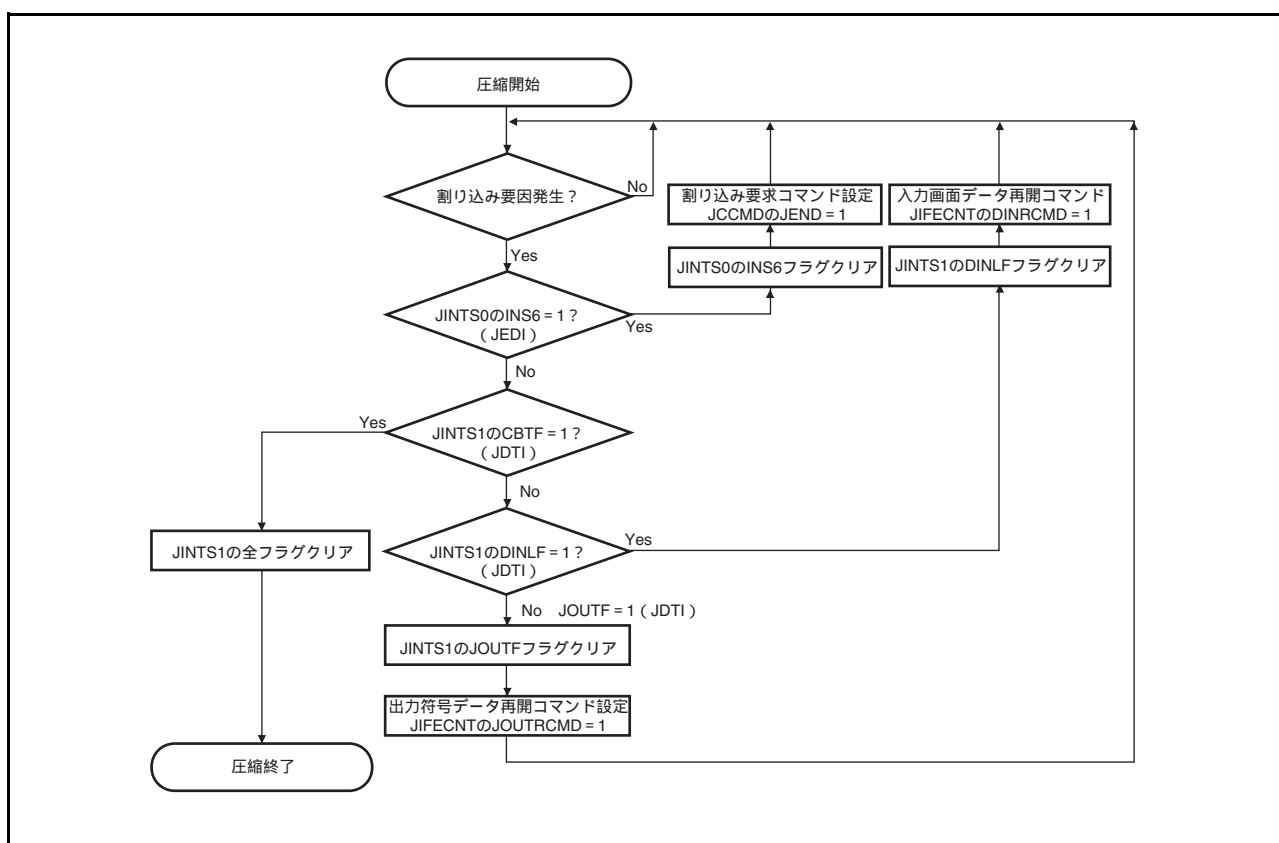 圧縮開始
割り込み要因発生？
No
Yes
割り込み要求コマンド設定
JCCMDのJEND = 1
入力画面データ再開コマンド
JIFECNTのDINRCMD = 1
JINTS0のINS6フラグクリア
JINTS1のDINLFフラグクリア
JINTS0のINS6 = 1？
（JEDI）
Yes
No
JINTS1のCBTF = 1？
（JDTI）
Yes
No
JINTS1の全フラグクリア
JINTS1のDINLF = 1？
（JDTI）
Yes
No JOUTF = 1（JDTI）
JINTS1のJOUTFフラグクリア
出力符号データ再開コマンド設定
JIFECNTのJOUTRCMD = 1
圧縮終了